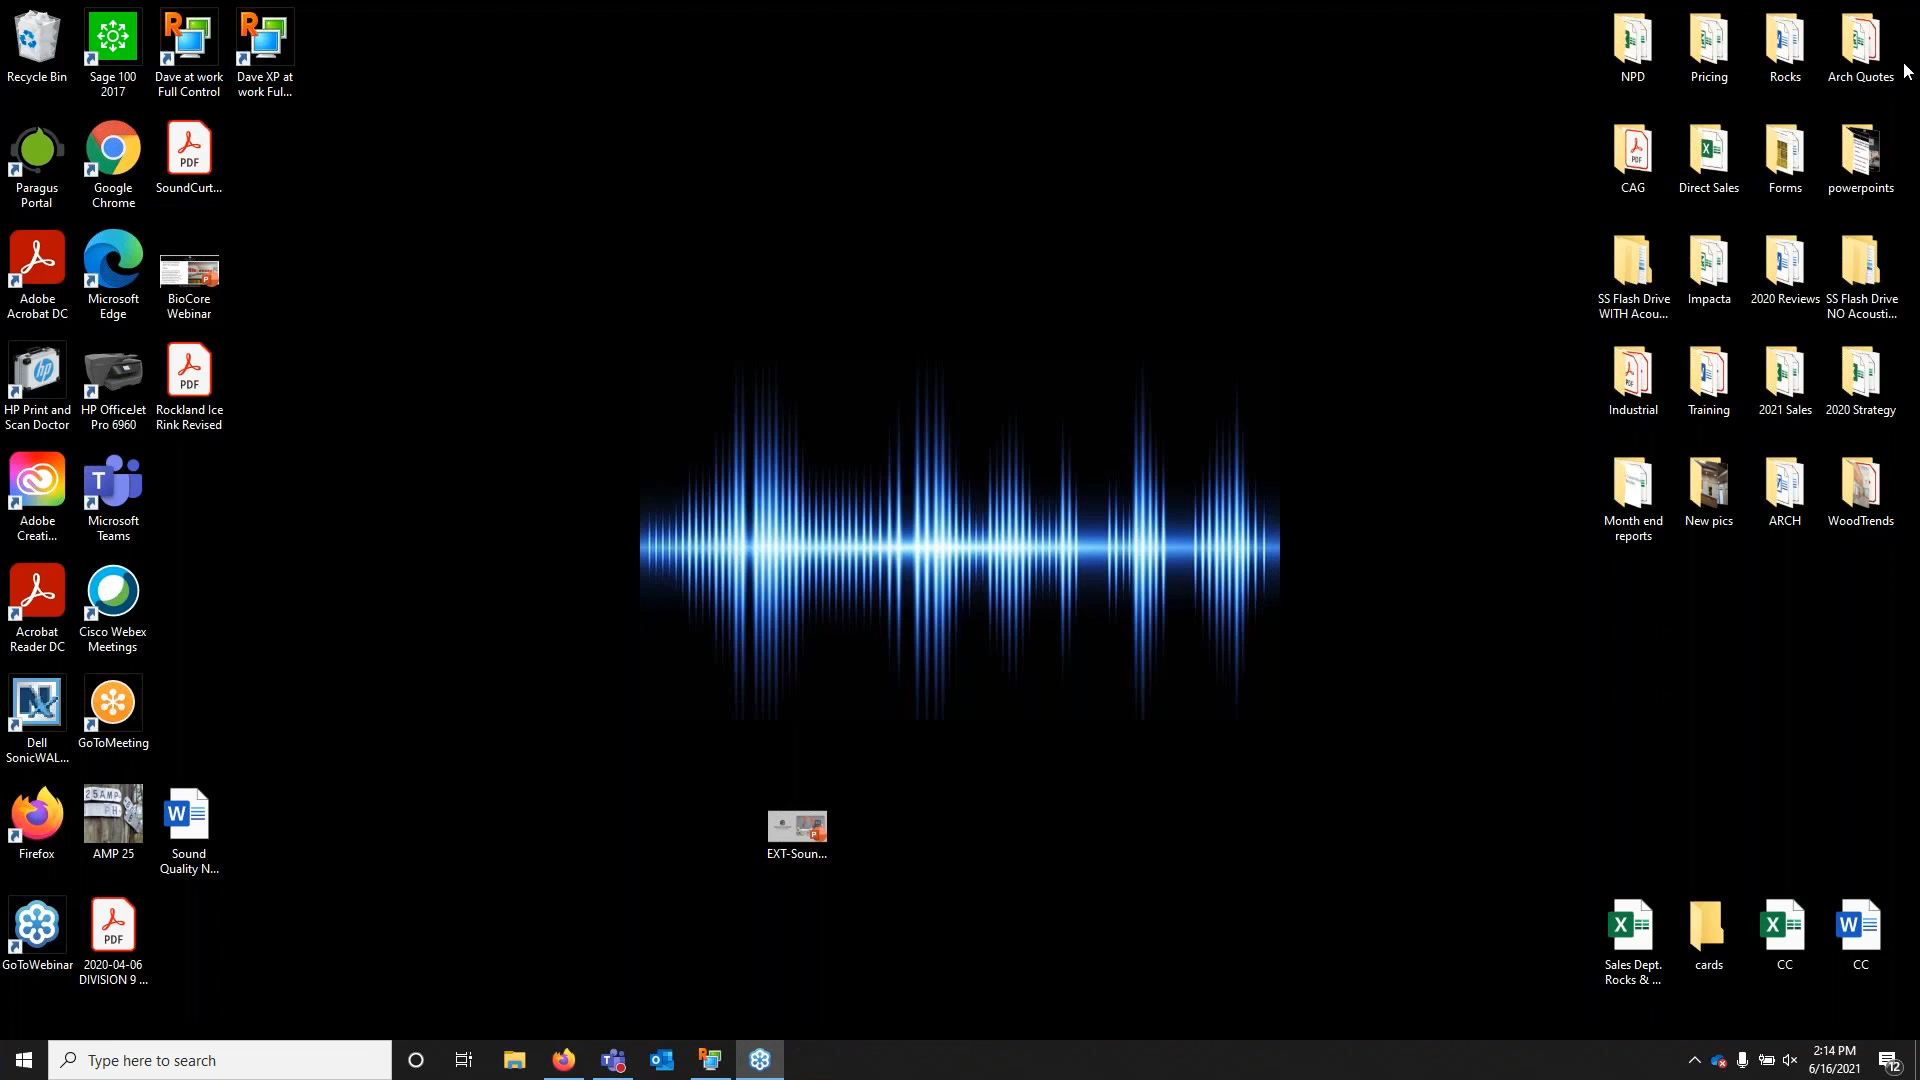 Recycle Bin
Sage 100
2017
Dave at work
Full Control
Dave XP at
work Ful...
Paragus
Portal
Google
Chrome
PDF
SoundCurt...
Adobe
Acrobat DC
Microsoft
Edge
BioCore
Webinar
HP Print and
Scan Doctor
HP OfficeJet
Pro 6960
PDF
Rockland Ice
Rink Revised
Adobe
Creati...
Microsoft
Teams
Acrobat
Reader DC
Cisco Webex
Meetings
Dell
SonicWAL...
GoToMeeting
Firefox
25AMP
PH
AMP 25
Sound
Quality N...
GoToWebinar
PDF
2020-04-06
DIVISION 9 ...
EXT-Soun...
NPD
Pricing
Rocks
Arch Quotes
PDF
CAG
Direct Sales
Forms
powerpoints
SS Flash Drive
WITH Acou...
Impacta
2020 Reviews
SS Flash Drive
NO Acousti...
PDF
Industrial
Training
2021 Sales
2020 Strategy
Month end
reports
New pics
ARCH
WoodTrends
Sales Dept.
Rocks & ...
cards
CC
CC
Type here to search
2:14 PM
6/16/2021
12